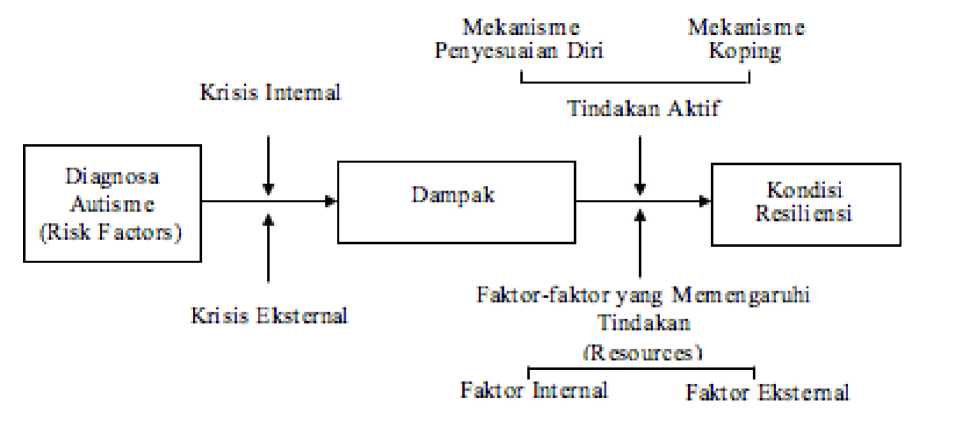 Mekanisme
Penyesuaian Diri
Mekanisme
Koping
Krisis Internal
Tindakan Aktif
Diagnosa
Autisme
(Risk Factors)
Dampak
Kondisi
Resiliensi
Krisis Eksternal
Faktor-faktor yang Memengaruhi
Tindakan
(Resources)
Faktor Internal
Faktor Eksternal